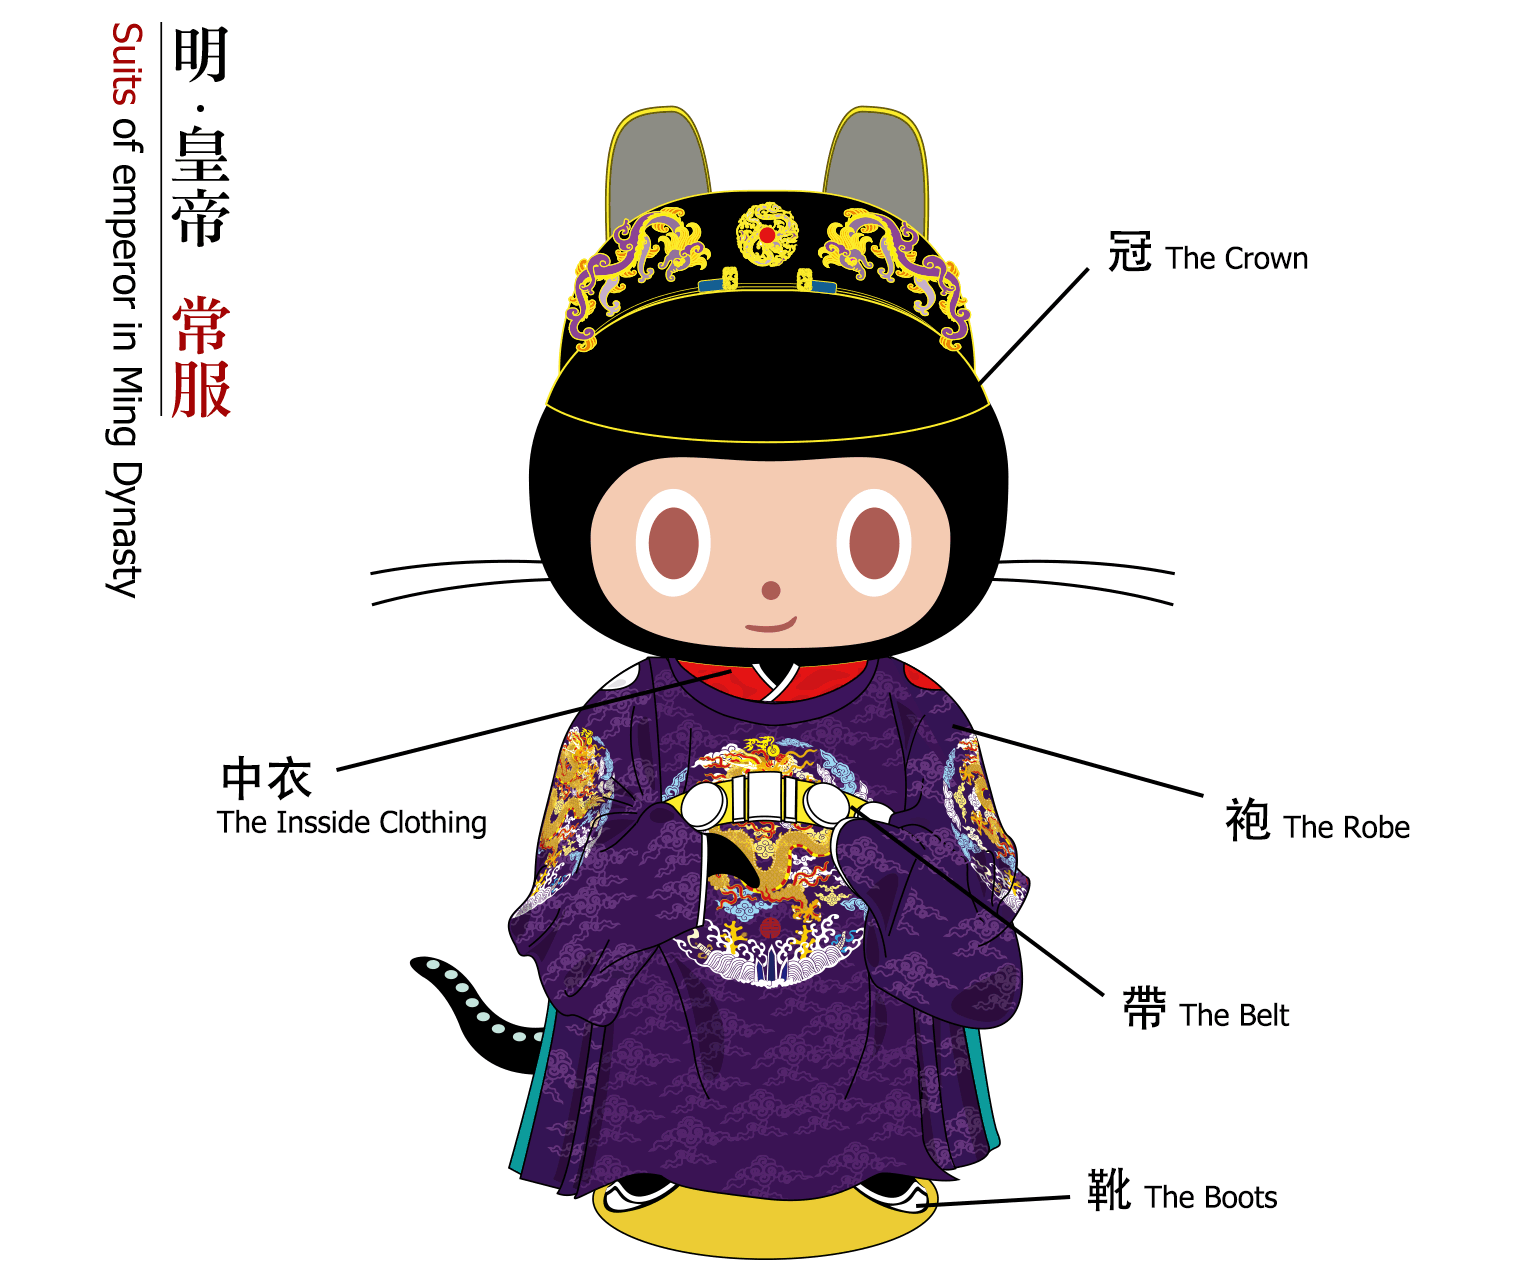 明·皇帝 常服
Suits of emperor in Ming Dynasty
冠 The Crown
中衣
The Insside Clothing
袍 The Robe
帶 The Belt
靴 The Boots